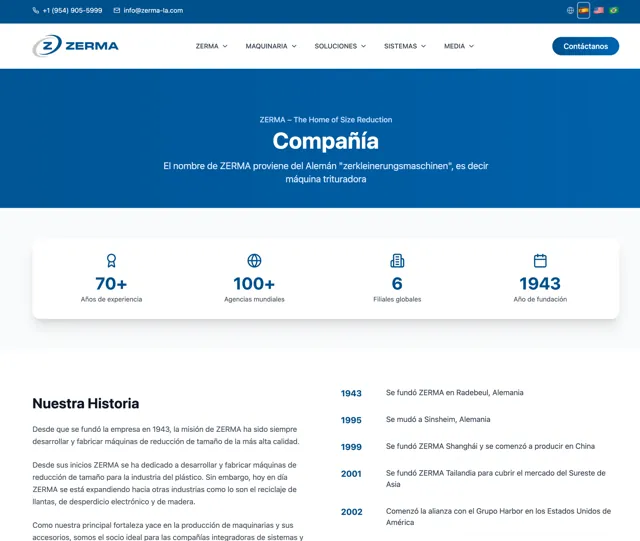 +1 (954) 905-5999
info@zerma-la.com
ZERMA
ZERMA
MAQUINARIA
SOLUCIONES
SISTEMAS
MEDIA
Contáctanos
ZERMA – The Home of Size Reduction
Compañía
El nombre de ZERMA proviene del Alemán "zerkleinerungsmaschinen", es decir
máquina trituradora
70+
Años de experiencia
100+
Agencias mundiales
6
Filiales globales
1943
Año de fundación
Nuestra Historia
Desde que se fundó la empresa en 1943, la misión de ZERMA ha sido siempre
desarrollar y fabricar máquinas de reducción de tamaño de la más alta calidad.
Desde sus inicios ZERMA se ha dedicado a desarrollar y fabricar máquinas de
reducción de tamaño para la industria del plástico. Sin embargo, hoy en día
ZERMA se está expandiendo hacia otras industrias como lo son el reciclaje de
llantas, de desperdicio electrónico y de madera.
Como nuestra principal fortaleza yace en la producción de maquinarias y sus
accesorios, somos el socio ideal para las compañías integradoras de sistemas y
1943
Se fundó ZERMA en Radebeul, Alemania
1995
Se mudó a Sinsheim, Alemania
1999
Se fundó ZERMA Shanghái y se comenzó a producir en China
2001
Se fundó ZERMA Tailandia para cubrir el mercado del Sureste de
Asia
2002
Comenzó la alianza con el Grupo Harbor en los Estados Unidos de
América